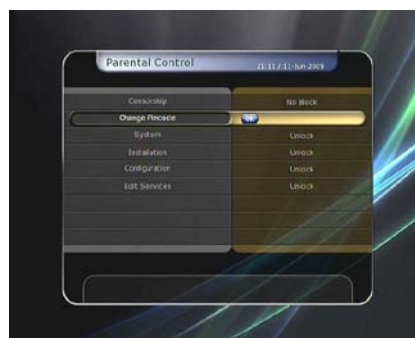 Parental Control 21:11 / 11-Jun-2009
Censorship No Block
Change Pincode OK
System Unlock
Installation Unlock
Configuration Unlock
Edit Services Unlock